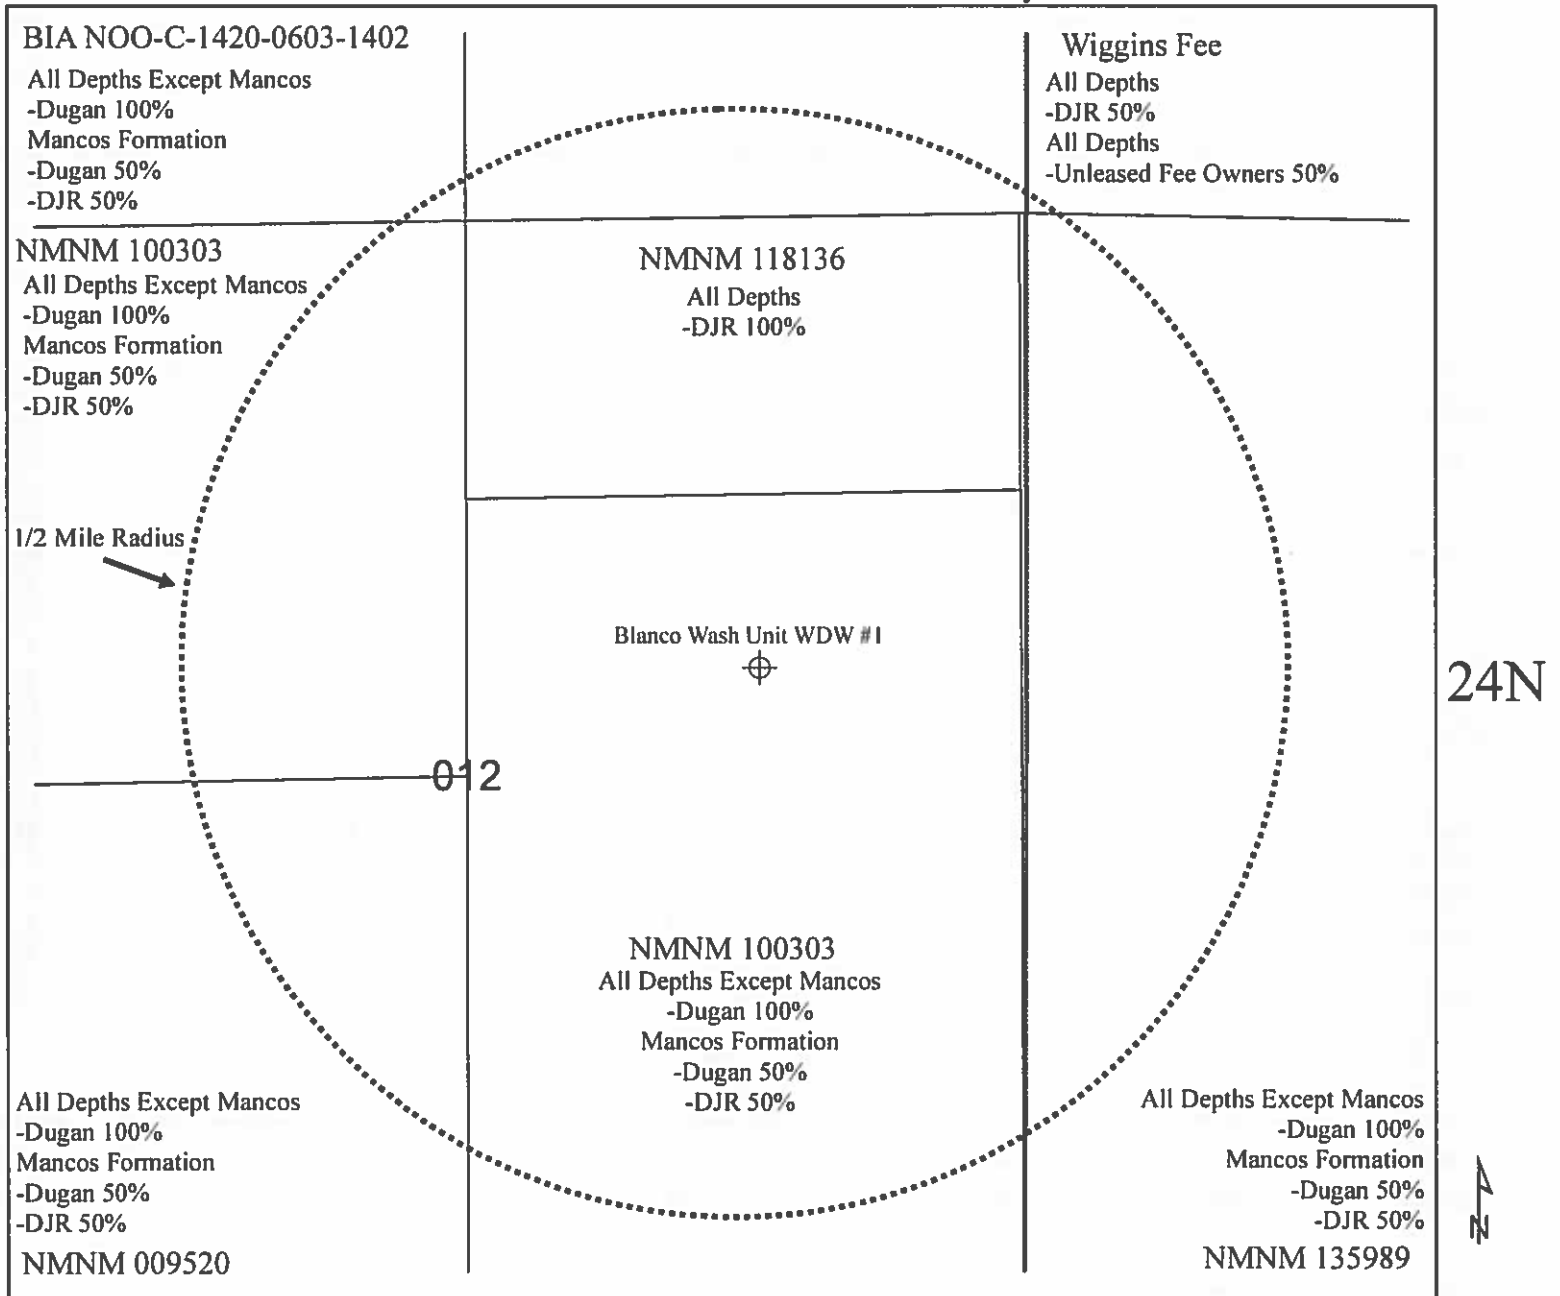 BIA NOO-C-1420-0603-1402
All Depths Except Mancos
-Dugan 100%
Mancos Formation
-Dugan 50%
-DJR 50%
Wiggins Fee
All Depths
-DJR 50%
All Depths
-Unleased Fee Owners 50%
NMNM 100303
All Depths Except Mancos
-Dugan 100%
Mancos Formation
-Dugan 50%
-DJR 50%
NMNM 118136
All Depths
-DJR 100%
1/2 Mile Radius
Blanco Wash Unit WDW #1
24N
012
NMNM 100303
All Depths Except Mancos
-Dugan 100%
Mancos Formation
-Dugan 50%
-DJR 50%
All Depths Except Mancos
-Dugan 100%
Mancos Formation
-Dugan 50%
-DJR 50%
NMNM 009520
All Depths Except Mancos
-Dugan 100%
Mancos Formation
-Dugan 50%
-DJR 50%
NMNM 135989
N